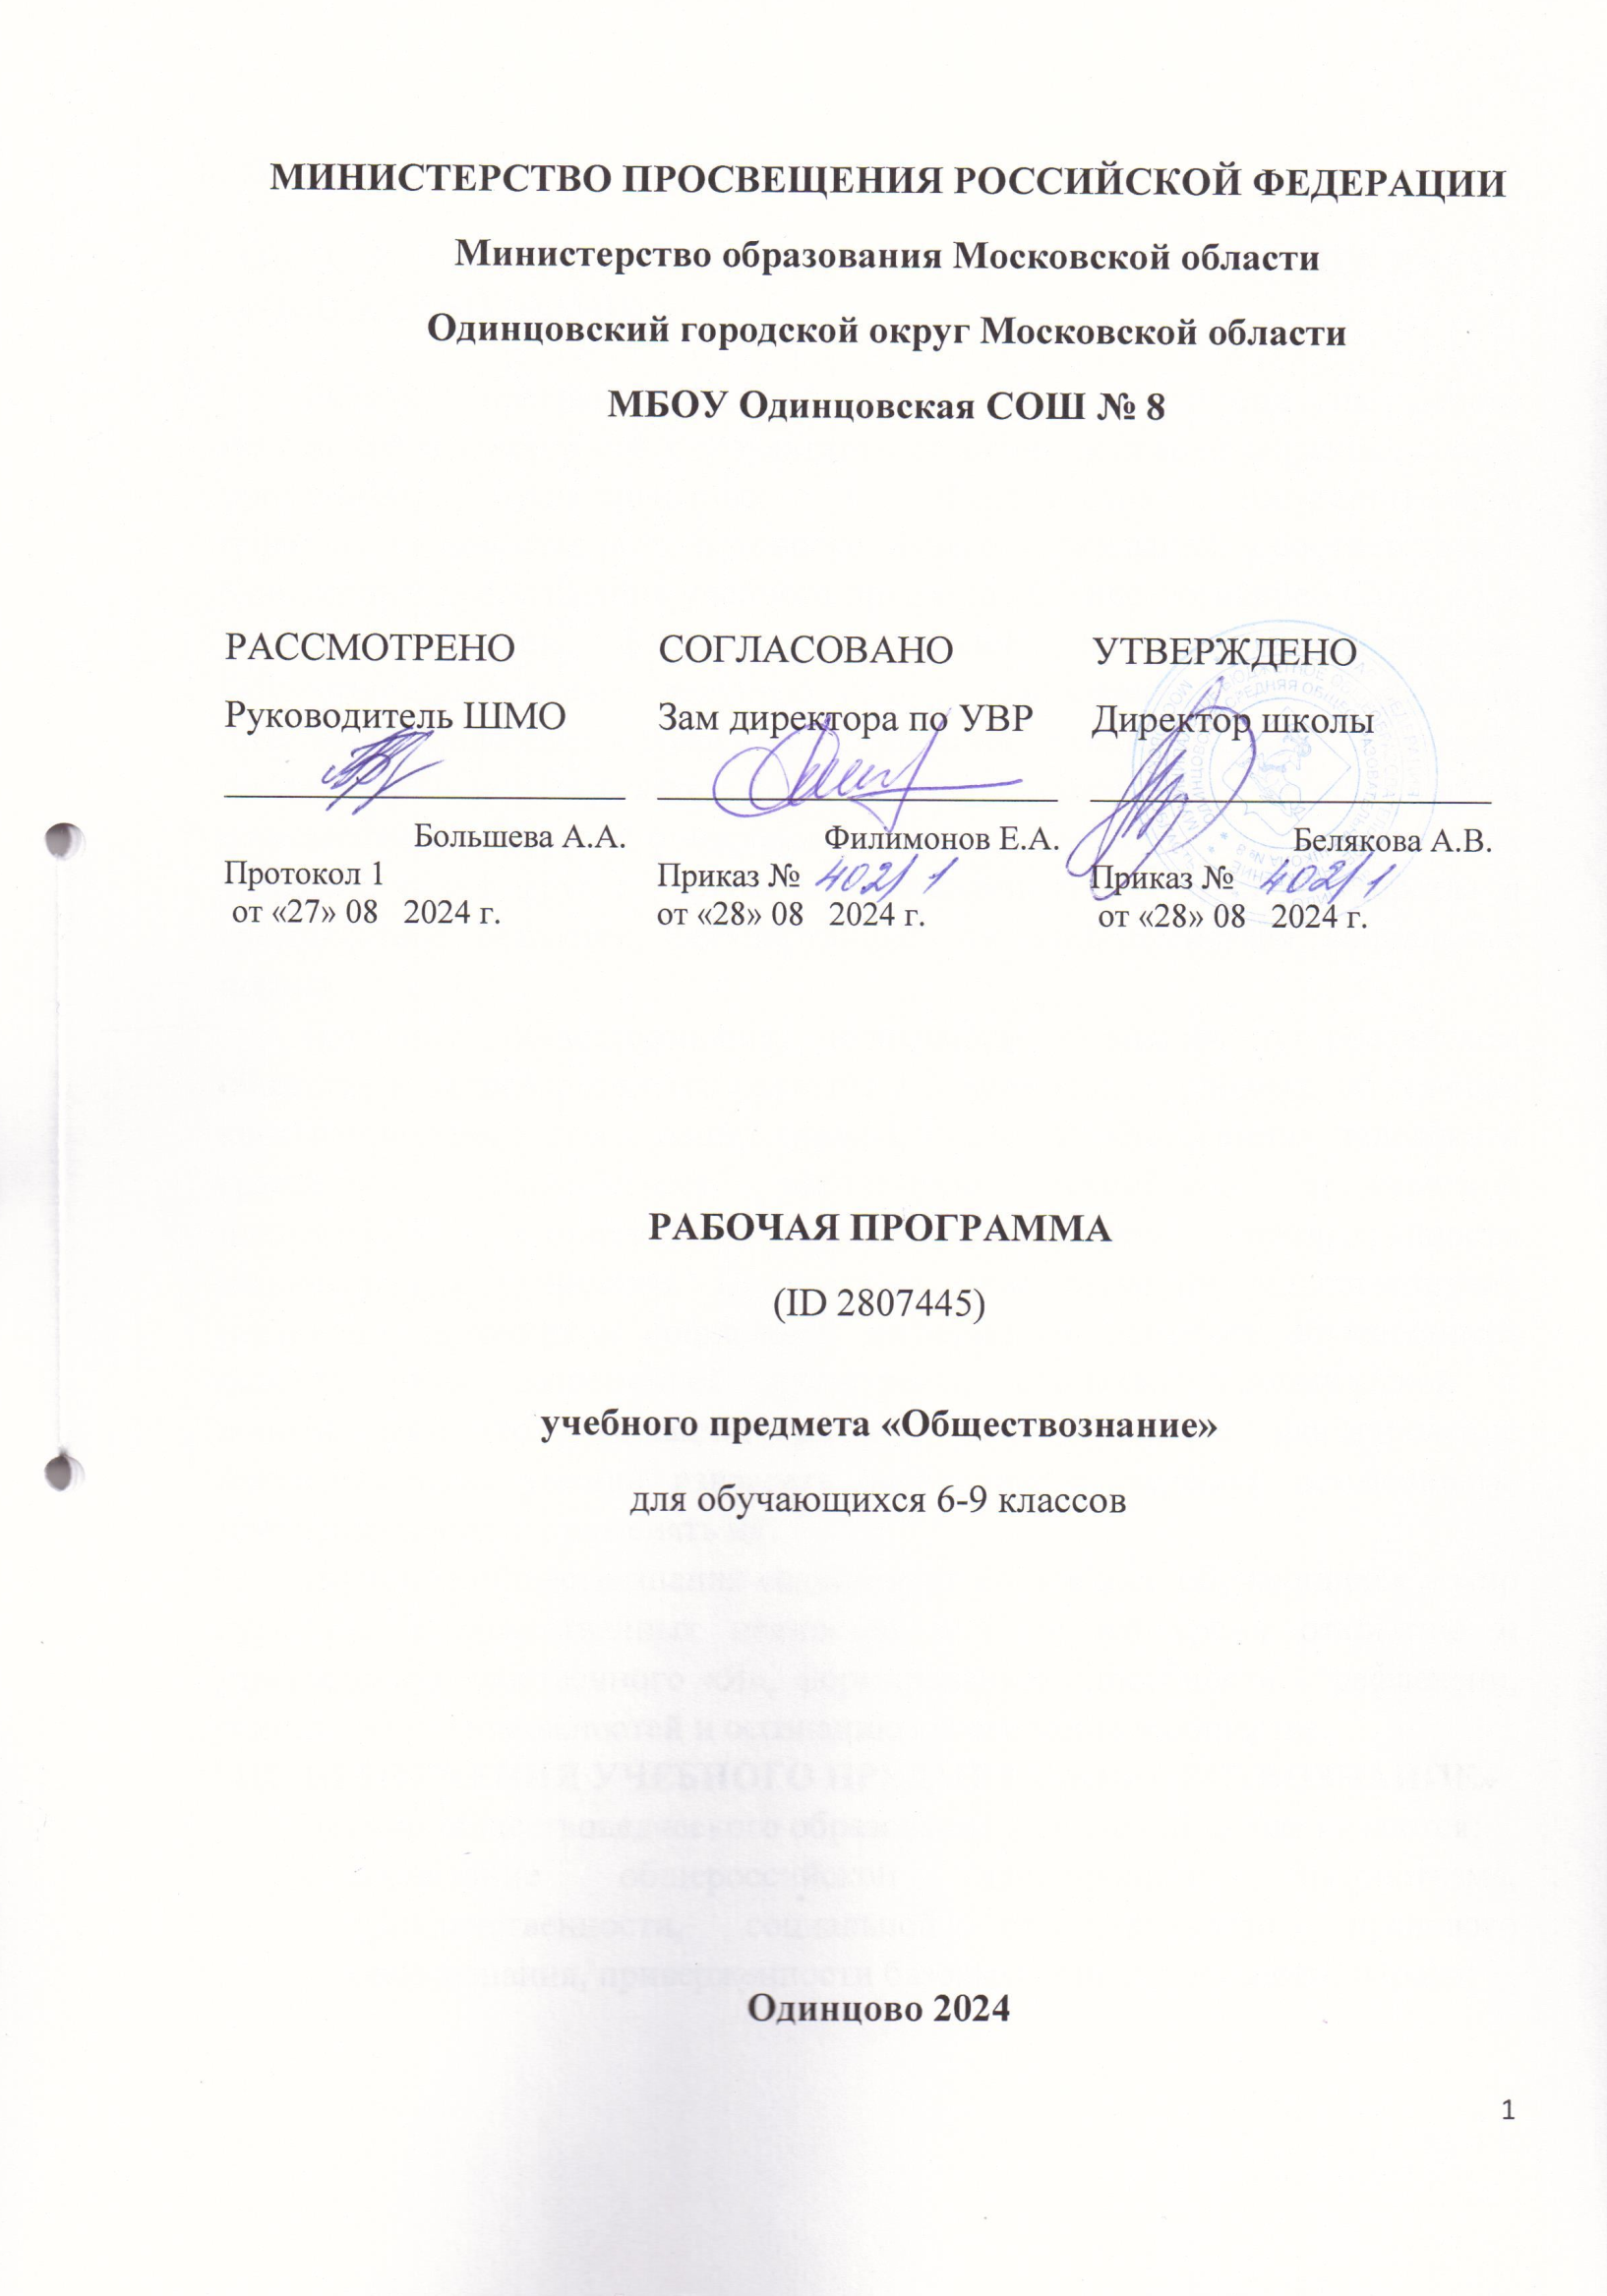 МИНИСТЕРСТВО ПРОСВЕЩЕНИЯ РОССИЙСКОЙ ФЕДЕРАЦИИ
Министерство образования Московской области
Одинцовский городской округ Московской области
МБОУ Одинцовская СОШ № 8
РАССМОТРЕНО
Руководитель ШМО
Большева А.А.
Протокол 1
от «27» 08 2024 г.
СОГЛАСОВАНО
Зам директора по УВР
Филимонов Е.А.
Приказ № 402/1
от «28» 08 2024 г.
УТВЕРЖДЕНО
Директор школы
Белякова А.В.
Приказ № 402/1
от «28» 08 2024 г.
РАБОЧАЯ ПРОГРАММА
(ID 2807445)
учебного предмета «Обществознание»
для обучающихся 6-9 классов
Одинцово 2024
1